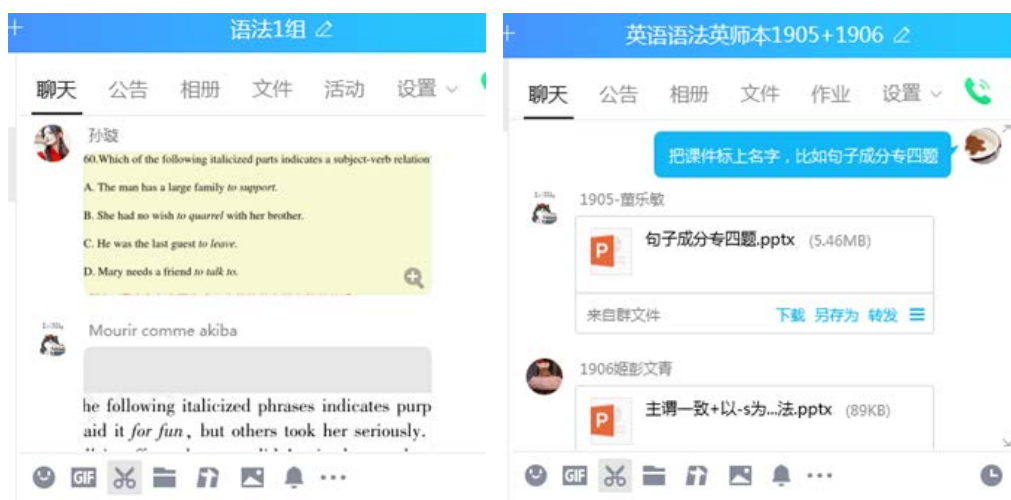 语法1组
聊天 公告 相册 文件 活动 设置
孙璇
60.Which of the following italicized parts indicates a subject-verb relation
A. The man has a large family to support.
B. She had no wish to quarrel with her brother.
C. He was the last guest to leave.
D. Mary needs a friend to talk to.
Mourir comme akiba
he following italicized phrases indicates purp
aid it for fun, but others took her seriously.
GIF
英语语法英师本1905+1906
聊天 公告 相册 文件 作业 设置
把课件标上名字，比如句子成分专四题
1905-董乐敏
句子成分专四题.pptx (5.46MB)
来自群文件 下载 另存为 转发
1906姬彭文青
主谓一致+以-s为...法.pptx (89KB)
GIF